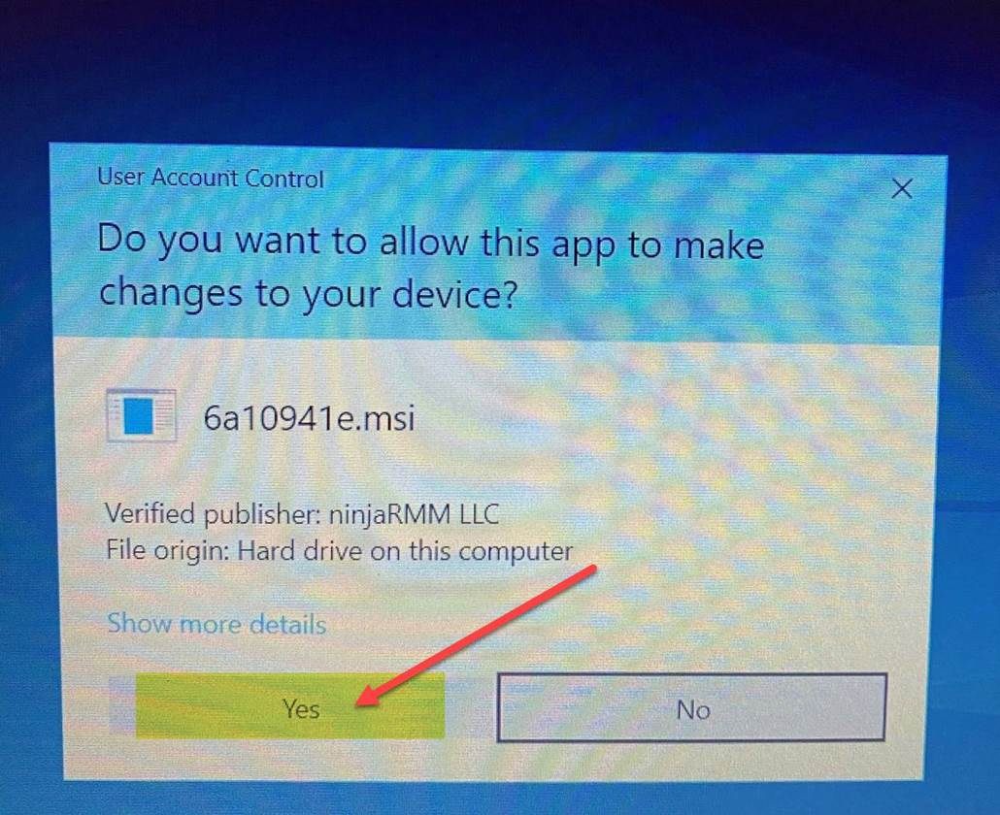 User Account Control
Do you want to allow this app to make
changes to your device?
6a10941e.msi
Verified publisher: ninjaRMM LLC
File origin: Hard drive on this computer
Show more details
Yes
No